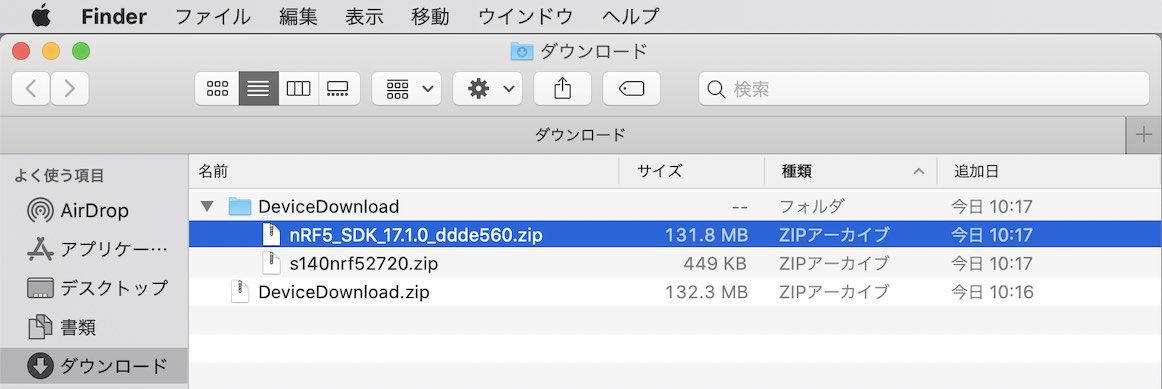 Finder ファイル 編集 表示 移動 ウインドウ ヘルプ
ダウンロード
検索
ダウンロード
よく使う項目
AirDrop
アプリケー…
デスクトップ
書類
ダウンロード
名前 サイズ 種類 追加日
DeviceDownload -- フォルダ 今日 10:17
nRF5_SDK_17.1.0_ddde560.zip 131.8 MB ZIPアーカイブ 今日 10:17
s140nrf52720.zip 449 KB ZIPアーカイブ 今日 10:17
DeviceDownload.zip 132.3 MB ZIPアーカイブ 今日 10:16